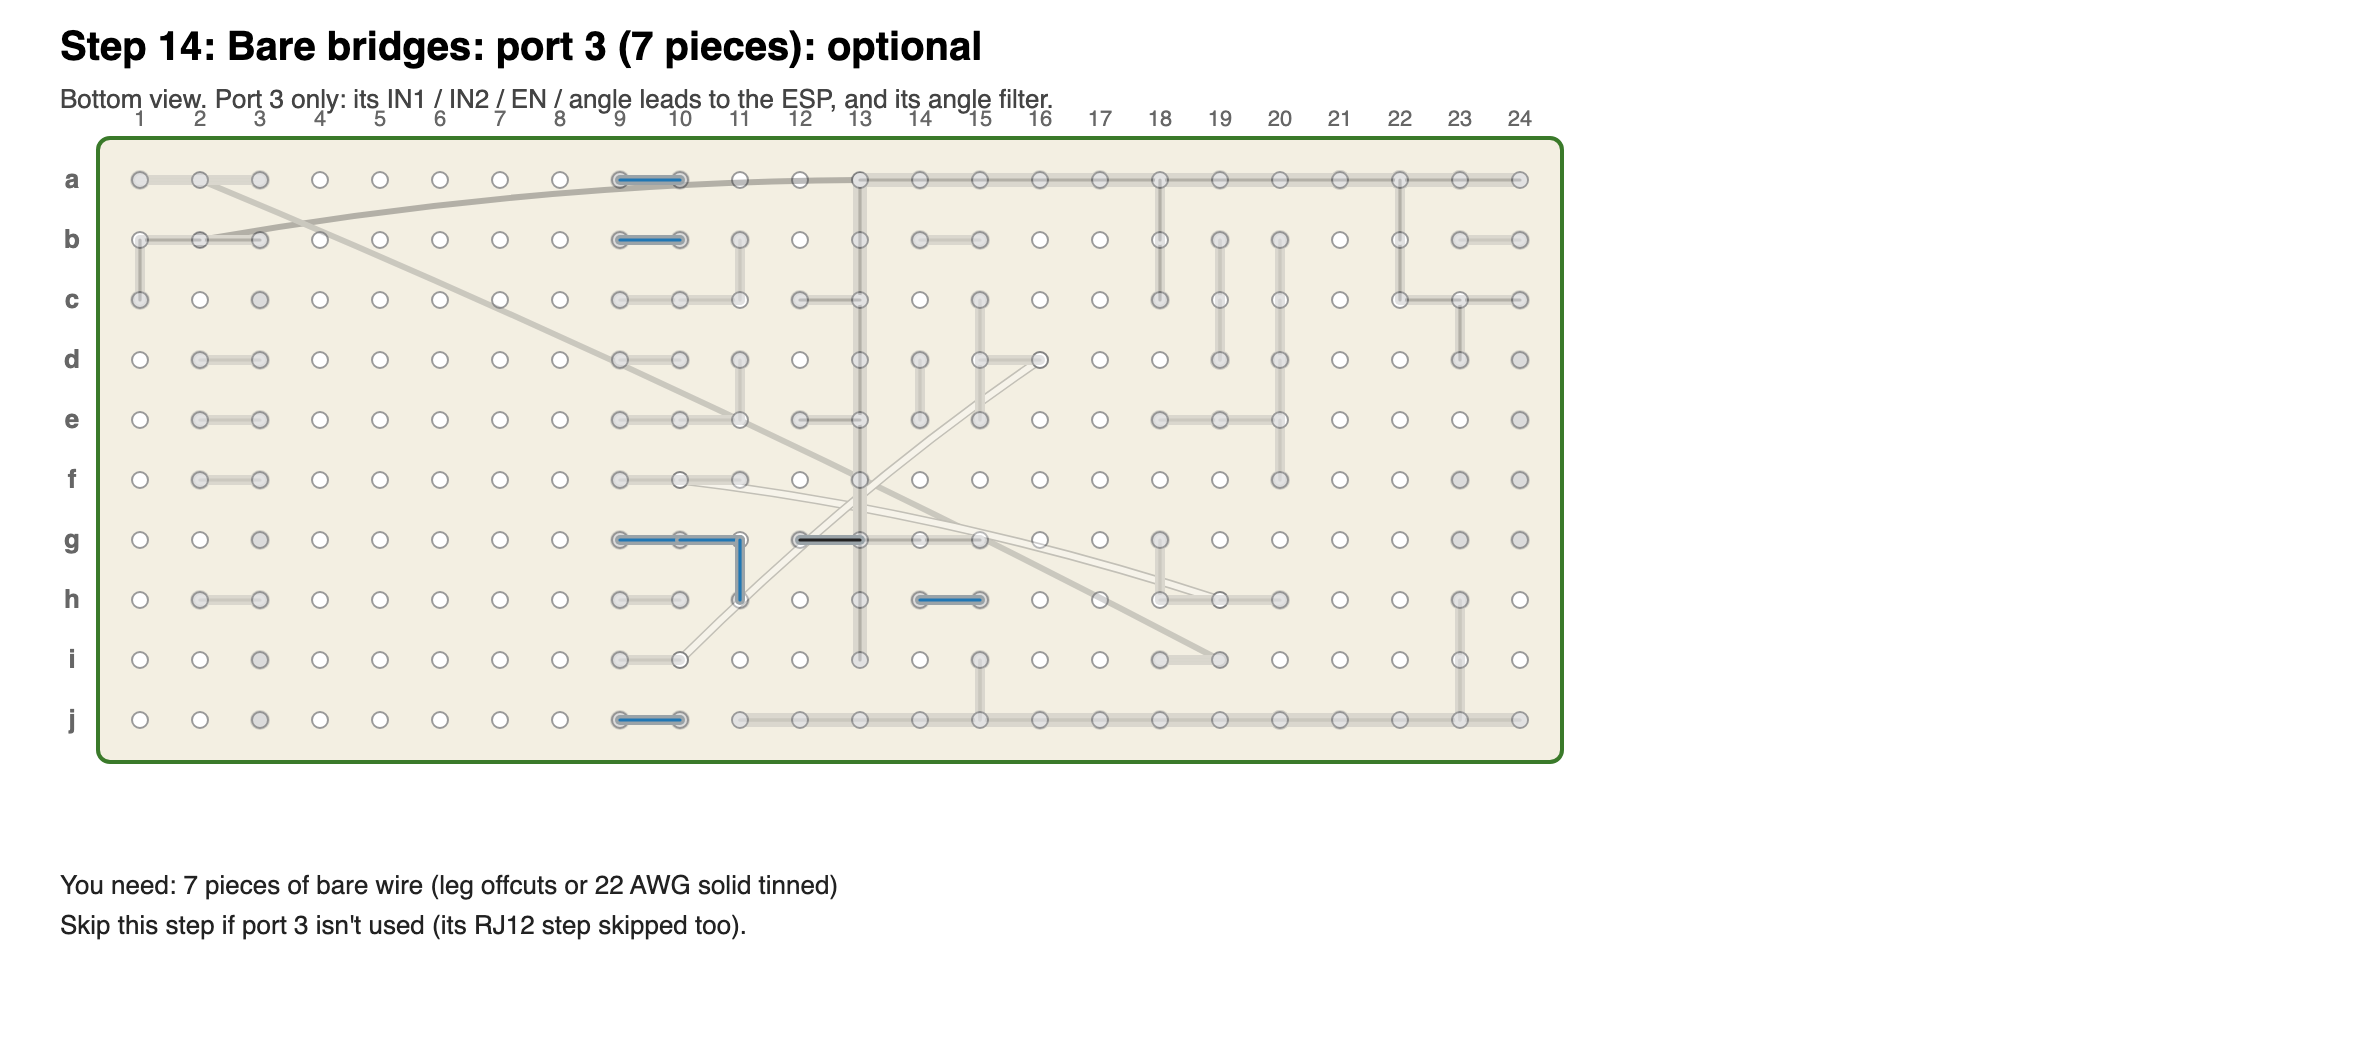 Step 14: Bare bridges: port 3 (7 pieces): optional
Bottom view. Port 3 only: its IN1 / IN2 / EN / angle leads to the ESP, and its angle filter.
1 2 3 4 5 6 7 8 9 10 11 12 13 14 15 16 17 18 19 20 21 22 23 24
a
b
c
d
e
f
g
h
i
j
You need: 7 pieces of bare wire (leg offcuts or 22 AWG solid tinned)
Skip this step if port 3 isn't used (its RJ12 step skipped too).